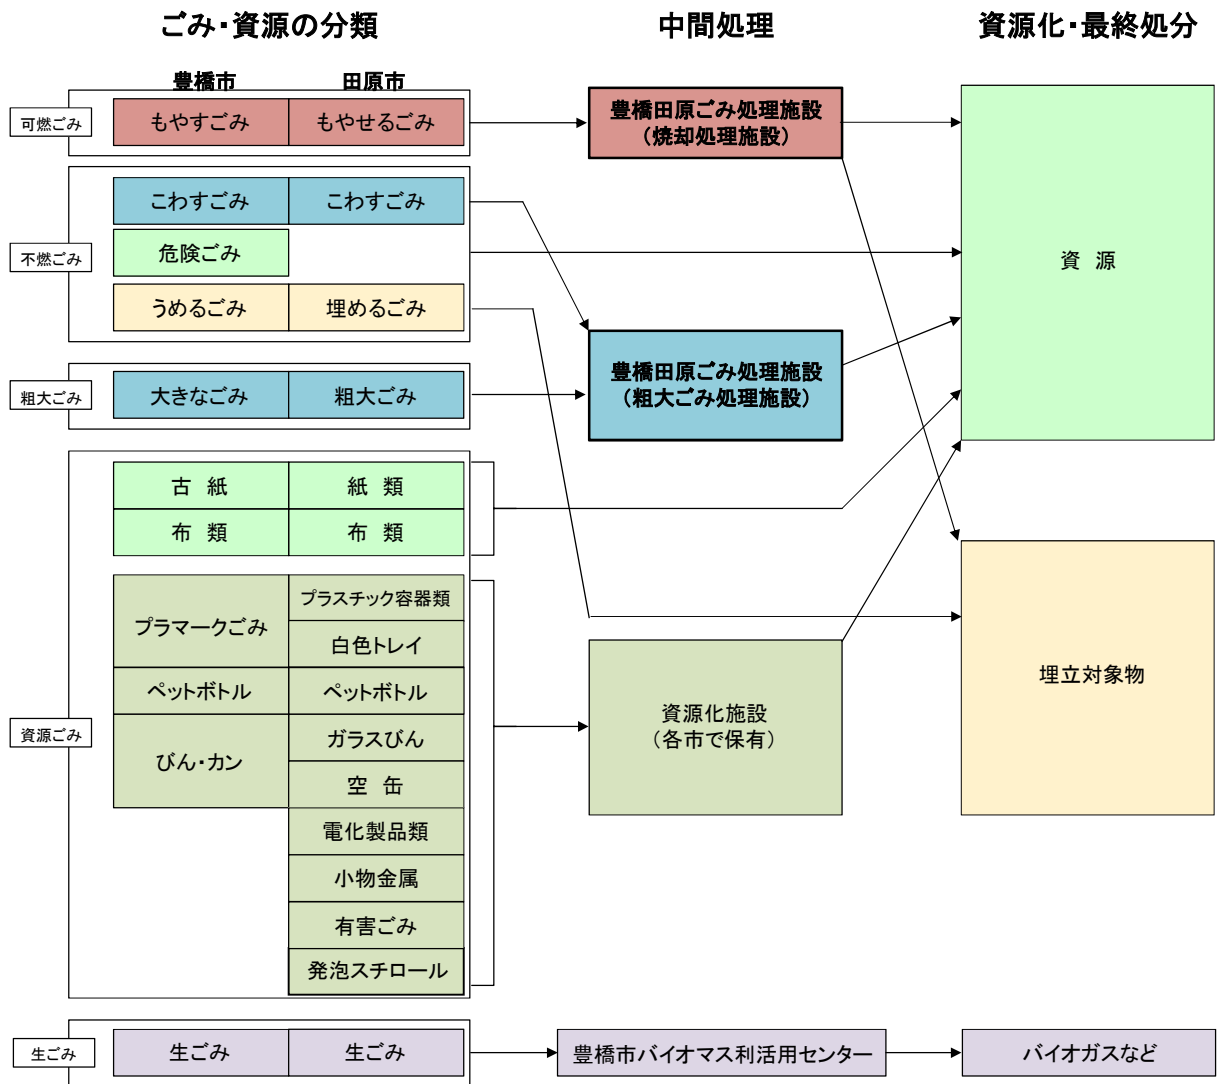 ごみ・資源の分類
中間処理
資源化・最終処分
豊橋市
田原市
可燃ごみ
もやすごみ
もやせるごみ
豊橋田原ごみ処理施設
（焼却処理施設）
不燃ごみ
こわすごみ
こわすごみ
危険ごみ
うめるごみ
埋めるごみ
資 源
粗大ごみ
大きなごみ
粗大ごみ
豊橋田原ごみ処理施設
（粗大ごみ処理施設）
資源ごみ
古 紙
紙 類
布 類
布 類
プラマークごみ
プラスチック容器類
白色トレイ
ペットボトル
ペットボトル
びん・カン
ガラスびん
空 缶
電化製品類
小物金属
有害ごみ
発泡スチロール
資源化施設
（各市で保有）
埋立対象物
生ごみ
生ごみ
生ごみ
豊橋市バイオマス利活用センター
バイオガスなど